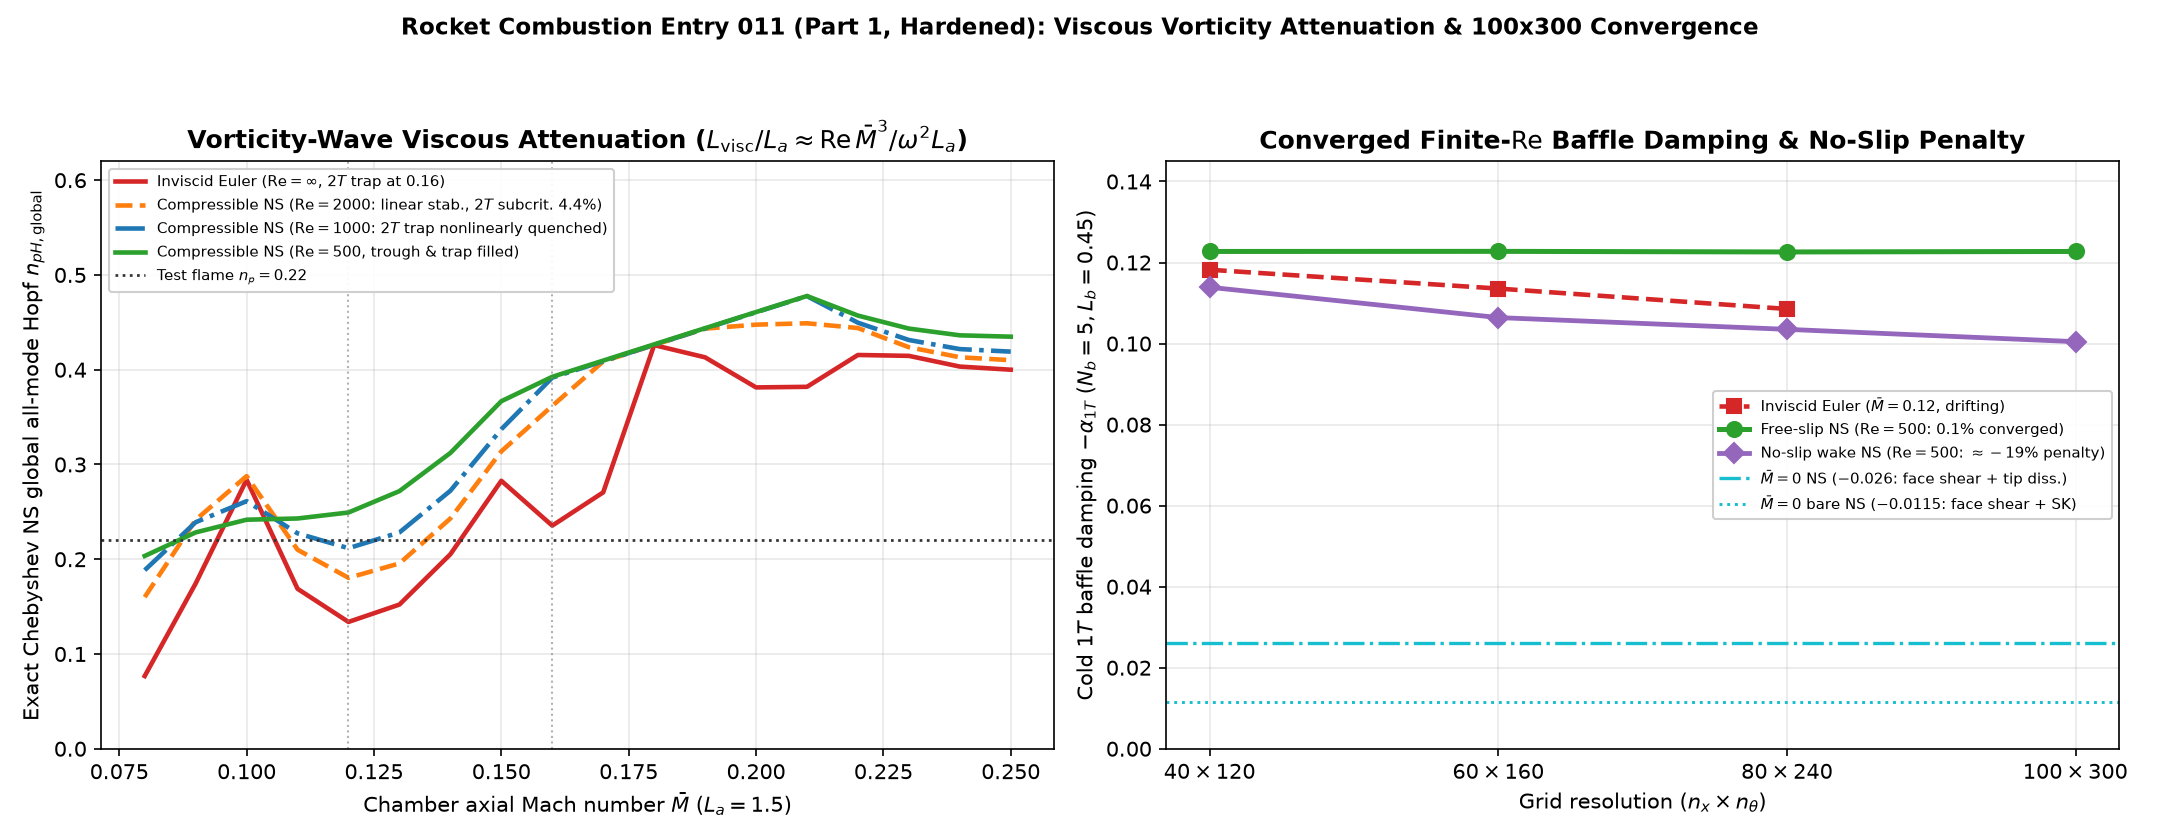 Rocket Combustion Entry 011 (Part 1, Hardened): Viscous Vorticity Attenuation & 100x300 Convergence
Vorticity-Wave Viscous Attenuation (L_visc/L_a ≈ Re M̄³/ω²L_a)
Exact Chebyshev NS global all-mode Hopf n_pH,global
0.6
0.5
0.4
0.3
0.2
0.1
0.0
Inviscid Euler (Re = ∞, 2T trap at 0.16)
Compressible NS (Re = 2000: linear stab., 2T subcrit. 4.4%)
Compressible NS (Re = 1000: 2T trap nonlinearly quenched)
Compressible NS (Re = 500, trough & trap filled)
Test flame n_p = 0.22
0.075 0.100 0.125 0.150 0.175 0.200 0.225 0.250
Chamber axial Mach number M̄ (L_a = 1.5)
Converged Finite-Re Baffle Damping & No-Slip Penalty
Cold 1T baffle damping −α_1T (N_b = 5, L_b = 0.45)
0.14
0.12
0.10
0.08
0.06
0.04
0.02
0.00
Inviscid Euler (M̄ = 0.12, drifting)
Free-slip NS (Re = 500: 0.1% converged)
No-slip wake NS (Re = 500: ≈ −19% penalty)
M̄ = 0 NS (−0.026: face shear + tip diss.)
M̄ = 0 bare NS (−0.0115: face shear + SK)
40 × 120 60 × 160 80 × 240 100 × 300
Grid resolution (n_x × n_θ)